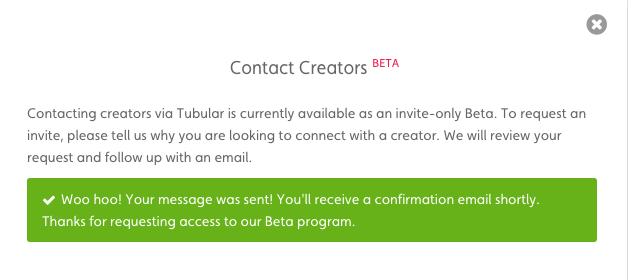 Contact Creators BETA
Contacting creators via Tubular is currently available as an invite-only Beta. To request an
invite, please tell us why you are looking to connect with a creator. We will review your
request and follow up with an email.
Woo hoo! Your message was sent! You'll receive a confirmation email shortly.
Thanks for requesting access to our Beta program.